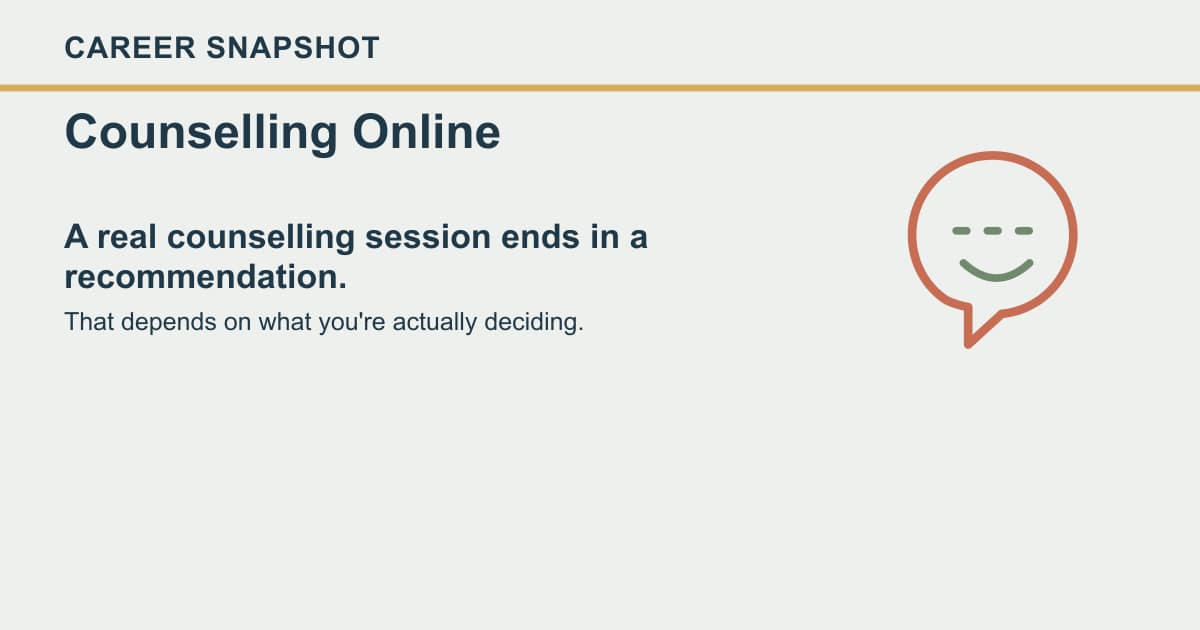 CAREER SNAPSHOT
Counselling Online
A real counselling session ends in a
recommendation.
That depends on what you're actually deciding.